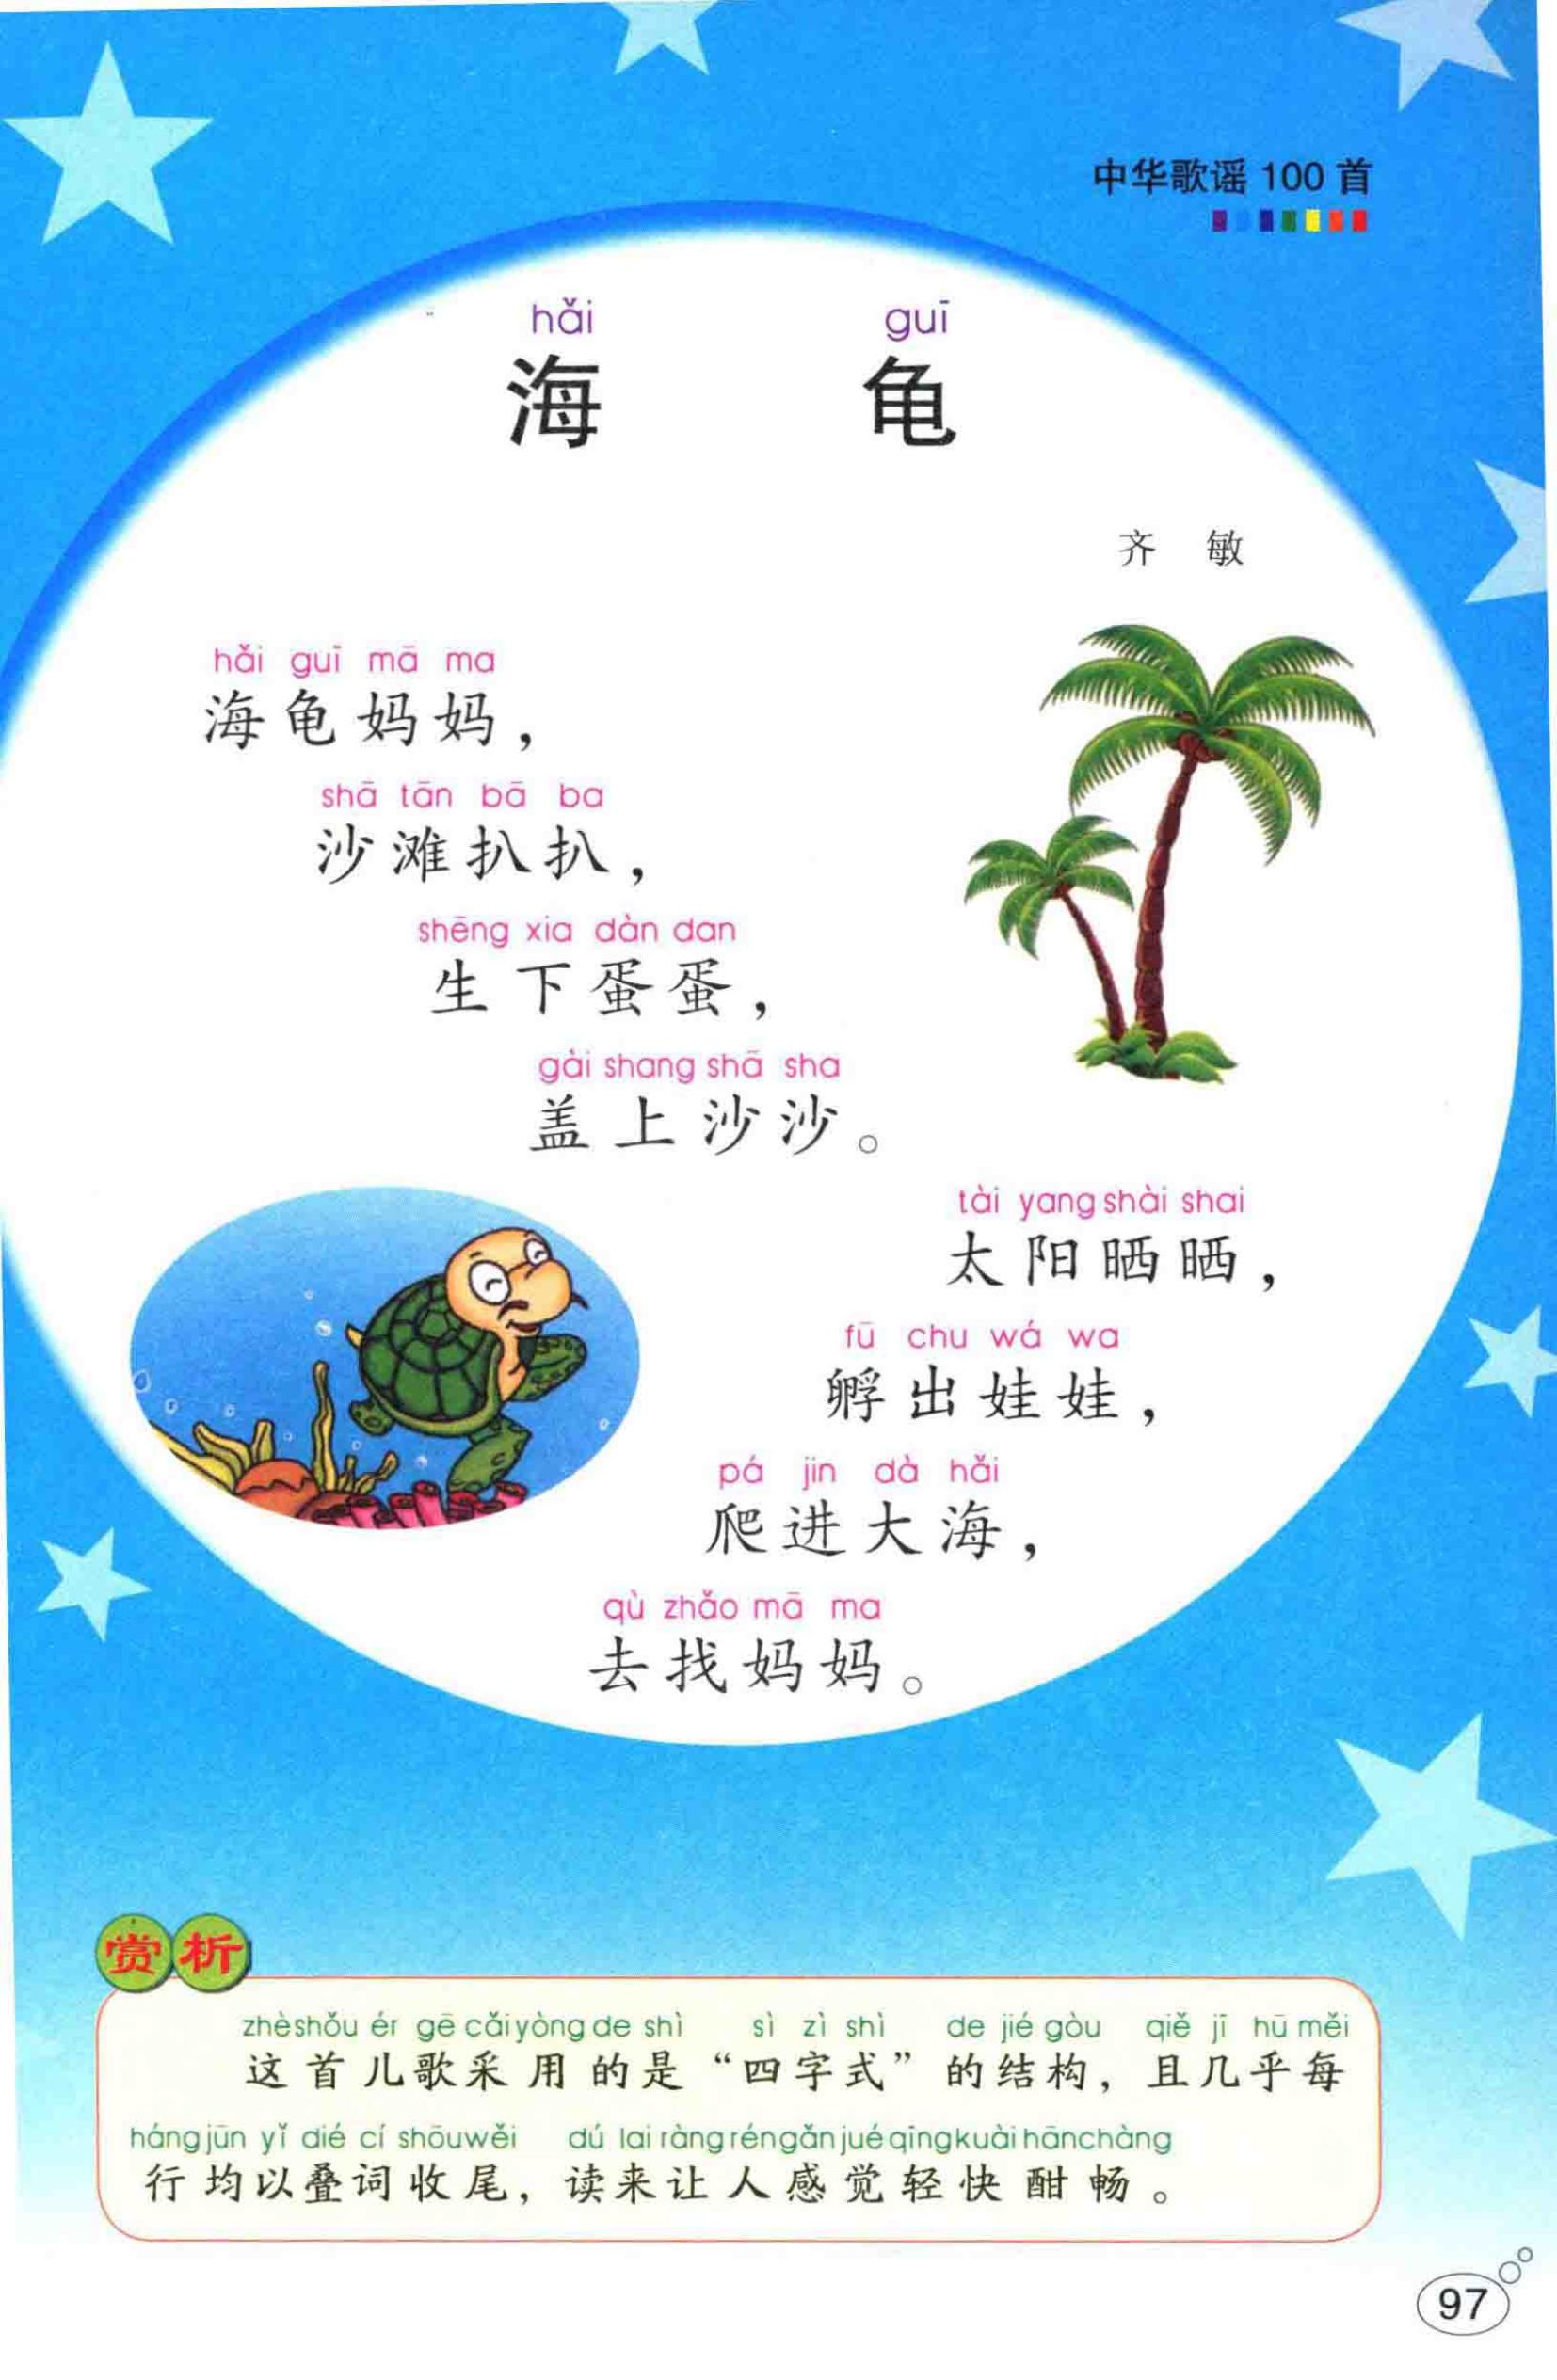 中华歌谣 100 首
hǎi guī
海 龟
齐 敏
hǎi guī mā ma
海龟妈妈，
shā tān bā ba
沙滩扒扒，
shēng xia dàn dan
生下蛋蛋，
gài shang shā sha
盖上沙沙。
tài yang shài shai
太阳晒晒，
fū chu wá wa
孵出娃娃，
pá jin dà hǎi
爬进大海，
qù zhǎo mā ma
去找妈妈。
赏析
zhè shǒu ér gē cǎi yòng de shì sì zì shì de jié gòu qiě jī hū měi
这首儿歌采用的是“四字式”的结构，且几乎每
háng jūn yǐ dié cí shōu wěi dú lai ràng rén gǎn jué qīng kuài hān chàng
行均以叠词收尾，读来让人感觉轻快酣畅。
97